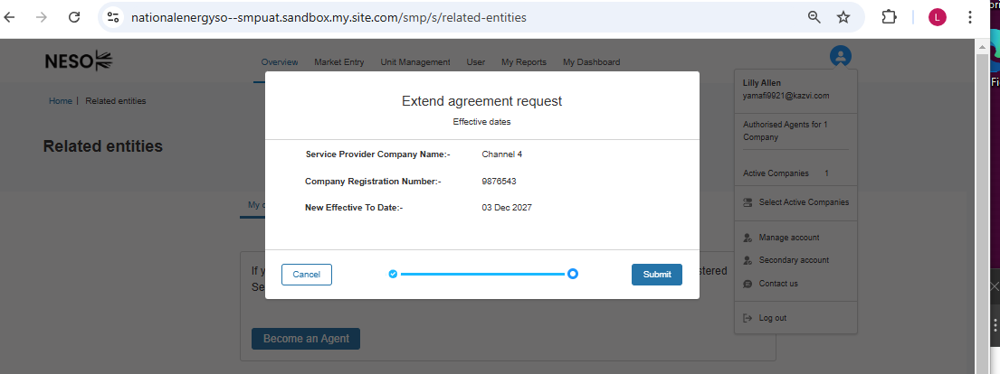 nationalenergyso--smpuat.sandbox.my.site.com/smp/s/related-entities
L
NESO
Overview Market Entry Unit Management User My Reports My Dashboard
Home | Related entities
Related entities
Lilly Allen
yamafi9921@kazvi.com
Authorised Agents for 1
Company
Active Companies 1
Select Active Companies
Manage account
Secondary account
Contact us
Log out
Extend agreement request
Effective dates
Service Provider Company Name:- Channel 4
Company Registration Number:- 9876543
New Effective To Date:- 03 Dec 2027
Cancel
Submit
My
If y
stered
Se
Become an Agent
Fi